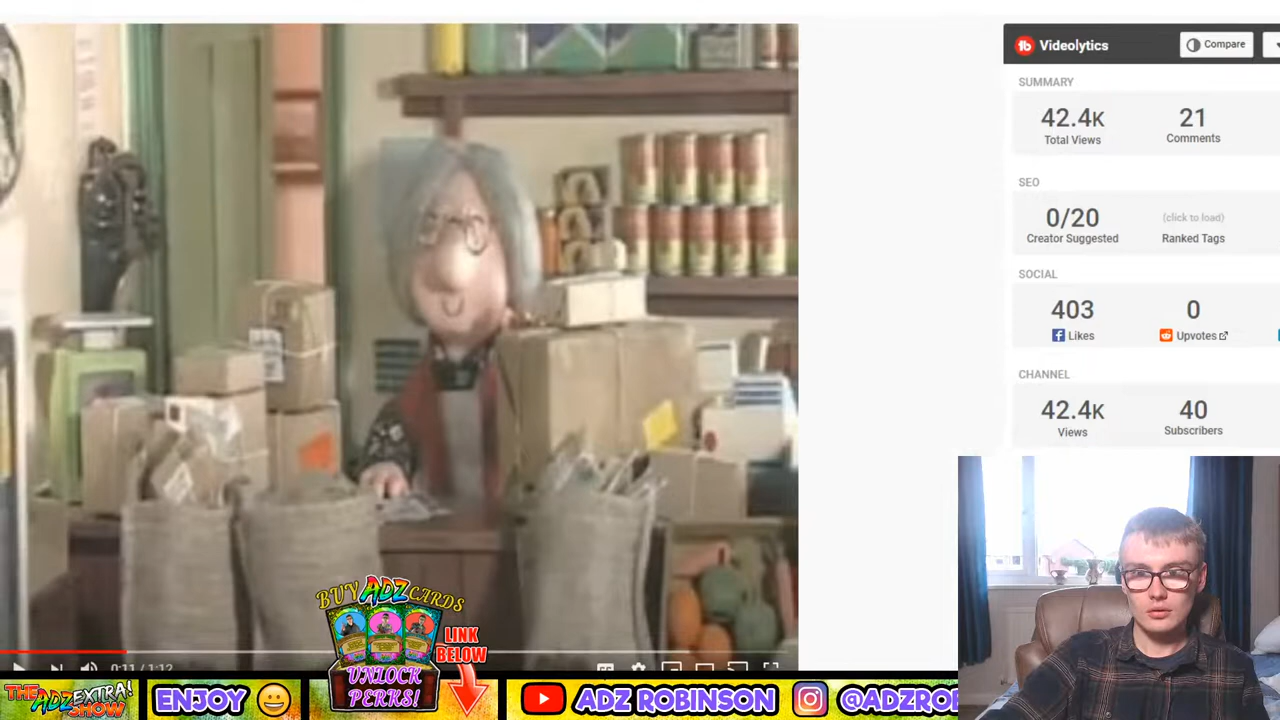 Videolytics
Compare
SUMMARY
42.4K
Total Views
21
Comments
SEO
0/20
Creator Suggested
(click to load)
Ranked Tags
SOCIAL
403
Likes
0
Upvotes
CHANNEL
42.4K
Views
40
Subscribers
0:11 / 1:12
BUY ADZ CARDS
UNLOCK
PERKS!
LINK
BELOW
THE ADZ EXTRA!
SHOW
ENJOY
ADZ ROBINSON
@ADZRO